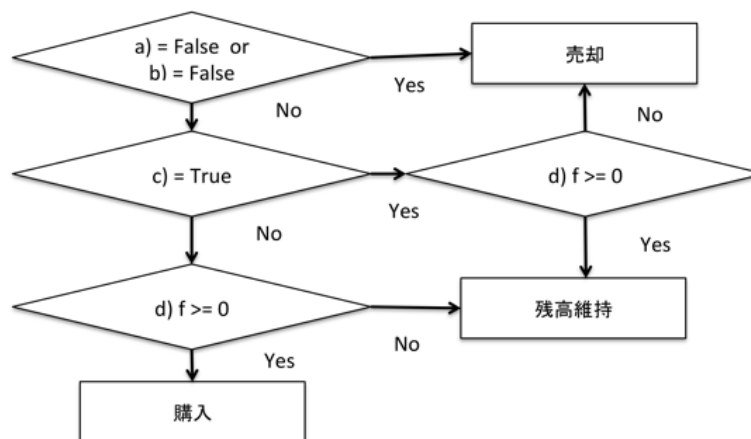 a) = False or
b) = False
Yes
売却
No
No
c) = True
Yes
d) f >= 0
No
Yes
d) f >= 0
No
残高維持
Yes
購入